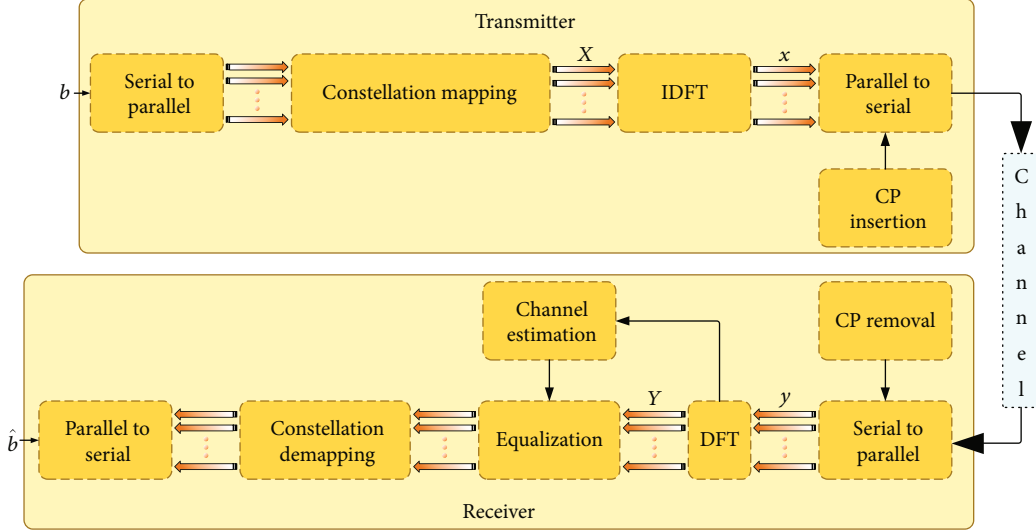 Transmitter
b
Serial to
parallel
Constellation mapping
X
IDFT
x
Parallel to
serial
CP
insertion
C
h
a
n
n
e
l
Channel
estimation
CP removal
b̂
Parallel to
serial
Constellation
demapping
Equalization
Y
DFT
y
Serial to
parallel
Receiver